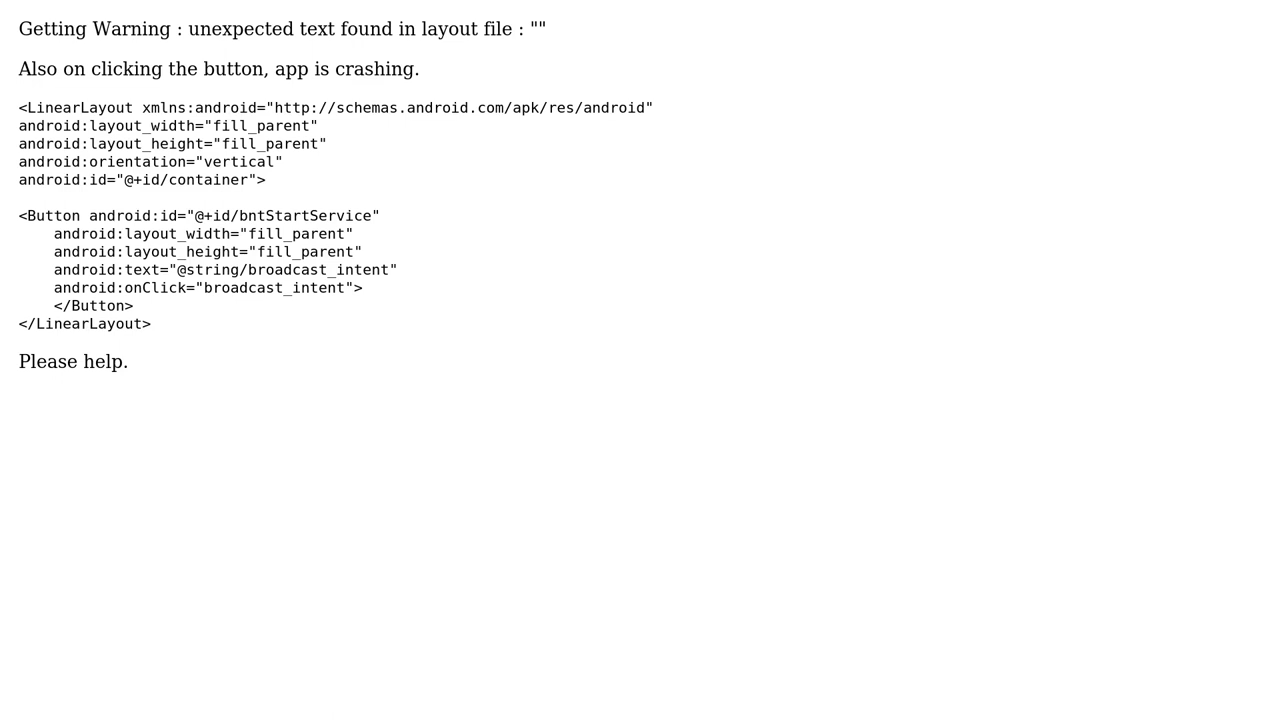 Getting Warning : unexpected text found in layout file : ""
Also on clicking the button, app is crashing.
<LinearLayout xmlns:android="http://schemas.android.com/apk/res/android"
android:layout_width="fill_parent"
android:layout_height="fill_parent"
android:orientation="vertical"
android:id="@+id/container">
<Button android:id="@+id/bntStartService"
    android:layout_width="fill_parent"
    android:layout_height="fill_parent"
    android:text="@string/broadcast_intent"
    android:onClick="broadcast_intent">
    </Button>
</LinearLayout>
Please help.